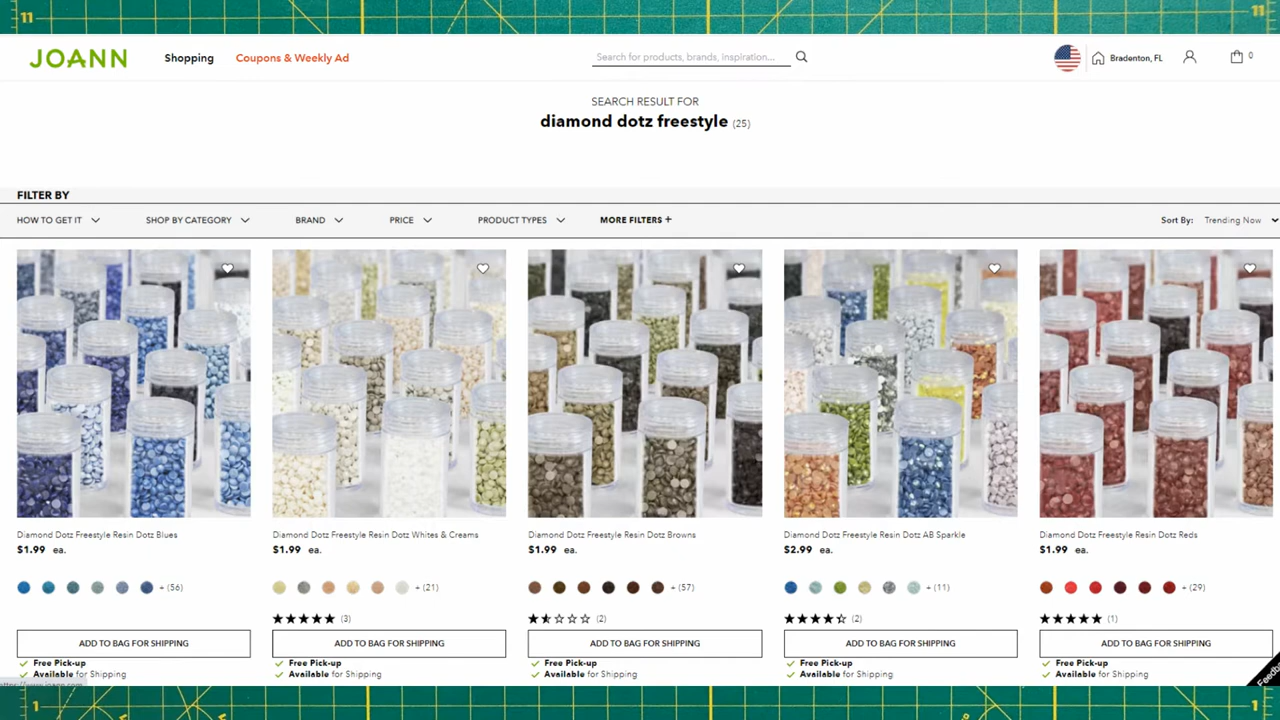 11 11
JOANN Shopping Coupons & Weekly Ad Search for products, brands, inspiration... Bradenton, FL 0
SEARCH RESULT FOR
diamond dotz freestyle (25)
FILTER BY
HOW TO GET IT SHOP BY CATEGORY BRAND PRICE PRODUCT TYPES MORE FILTERS + Sort By: Trending Now
Diamond Dotz Freestyle Resin Dotz Blues
$1.99 ea.
+ (56)
ADD TO BAG FOR SHIPPING
Free Pick-up
Available for Shipping
Diamond Dotz Freestyle Resin Dotz Whites & Creams
$1.99 ea.
+ (21)
(3)
ADD TO BAG FOR SHIPPING
Free Pick-up
Available for Shipping
Diamond Dotz Freestyle Resin Dotz Browns
$1.99 ea.
+ (57)
(2)
ADD TO BAG FOR SHIPPING
Free Pick-up
Available for Shipping
Diamond Dotz Freestyle Resin Dotz AB Sparkle
$2.99 ea.
+ (11)
(2)
ADD TO BAG FOR SHIPPING
Free Pick-up
Available for Shipping
Diamond Dotz Freestyle Resin Dotz Reds
$1.99 ea.
+ (29)
(1)
ADD TO BAG FOR SHIPPING
Free Pick-up
Available for Shipping
1 1